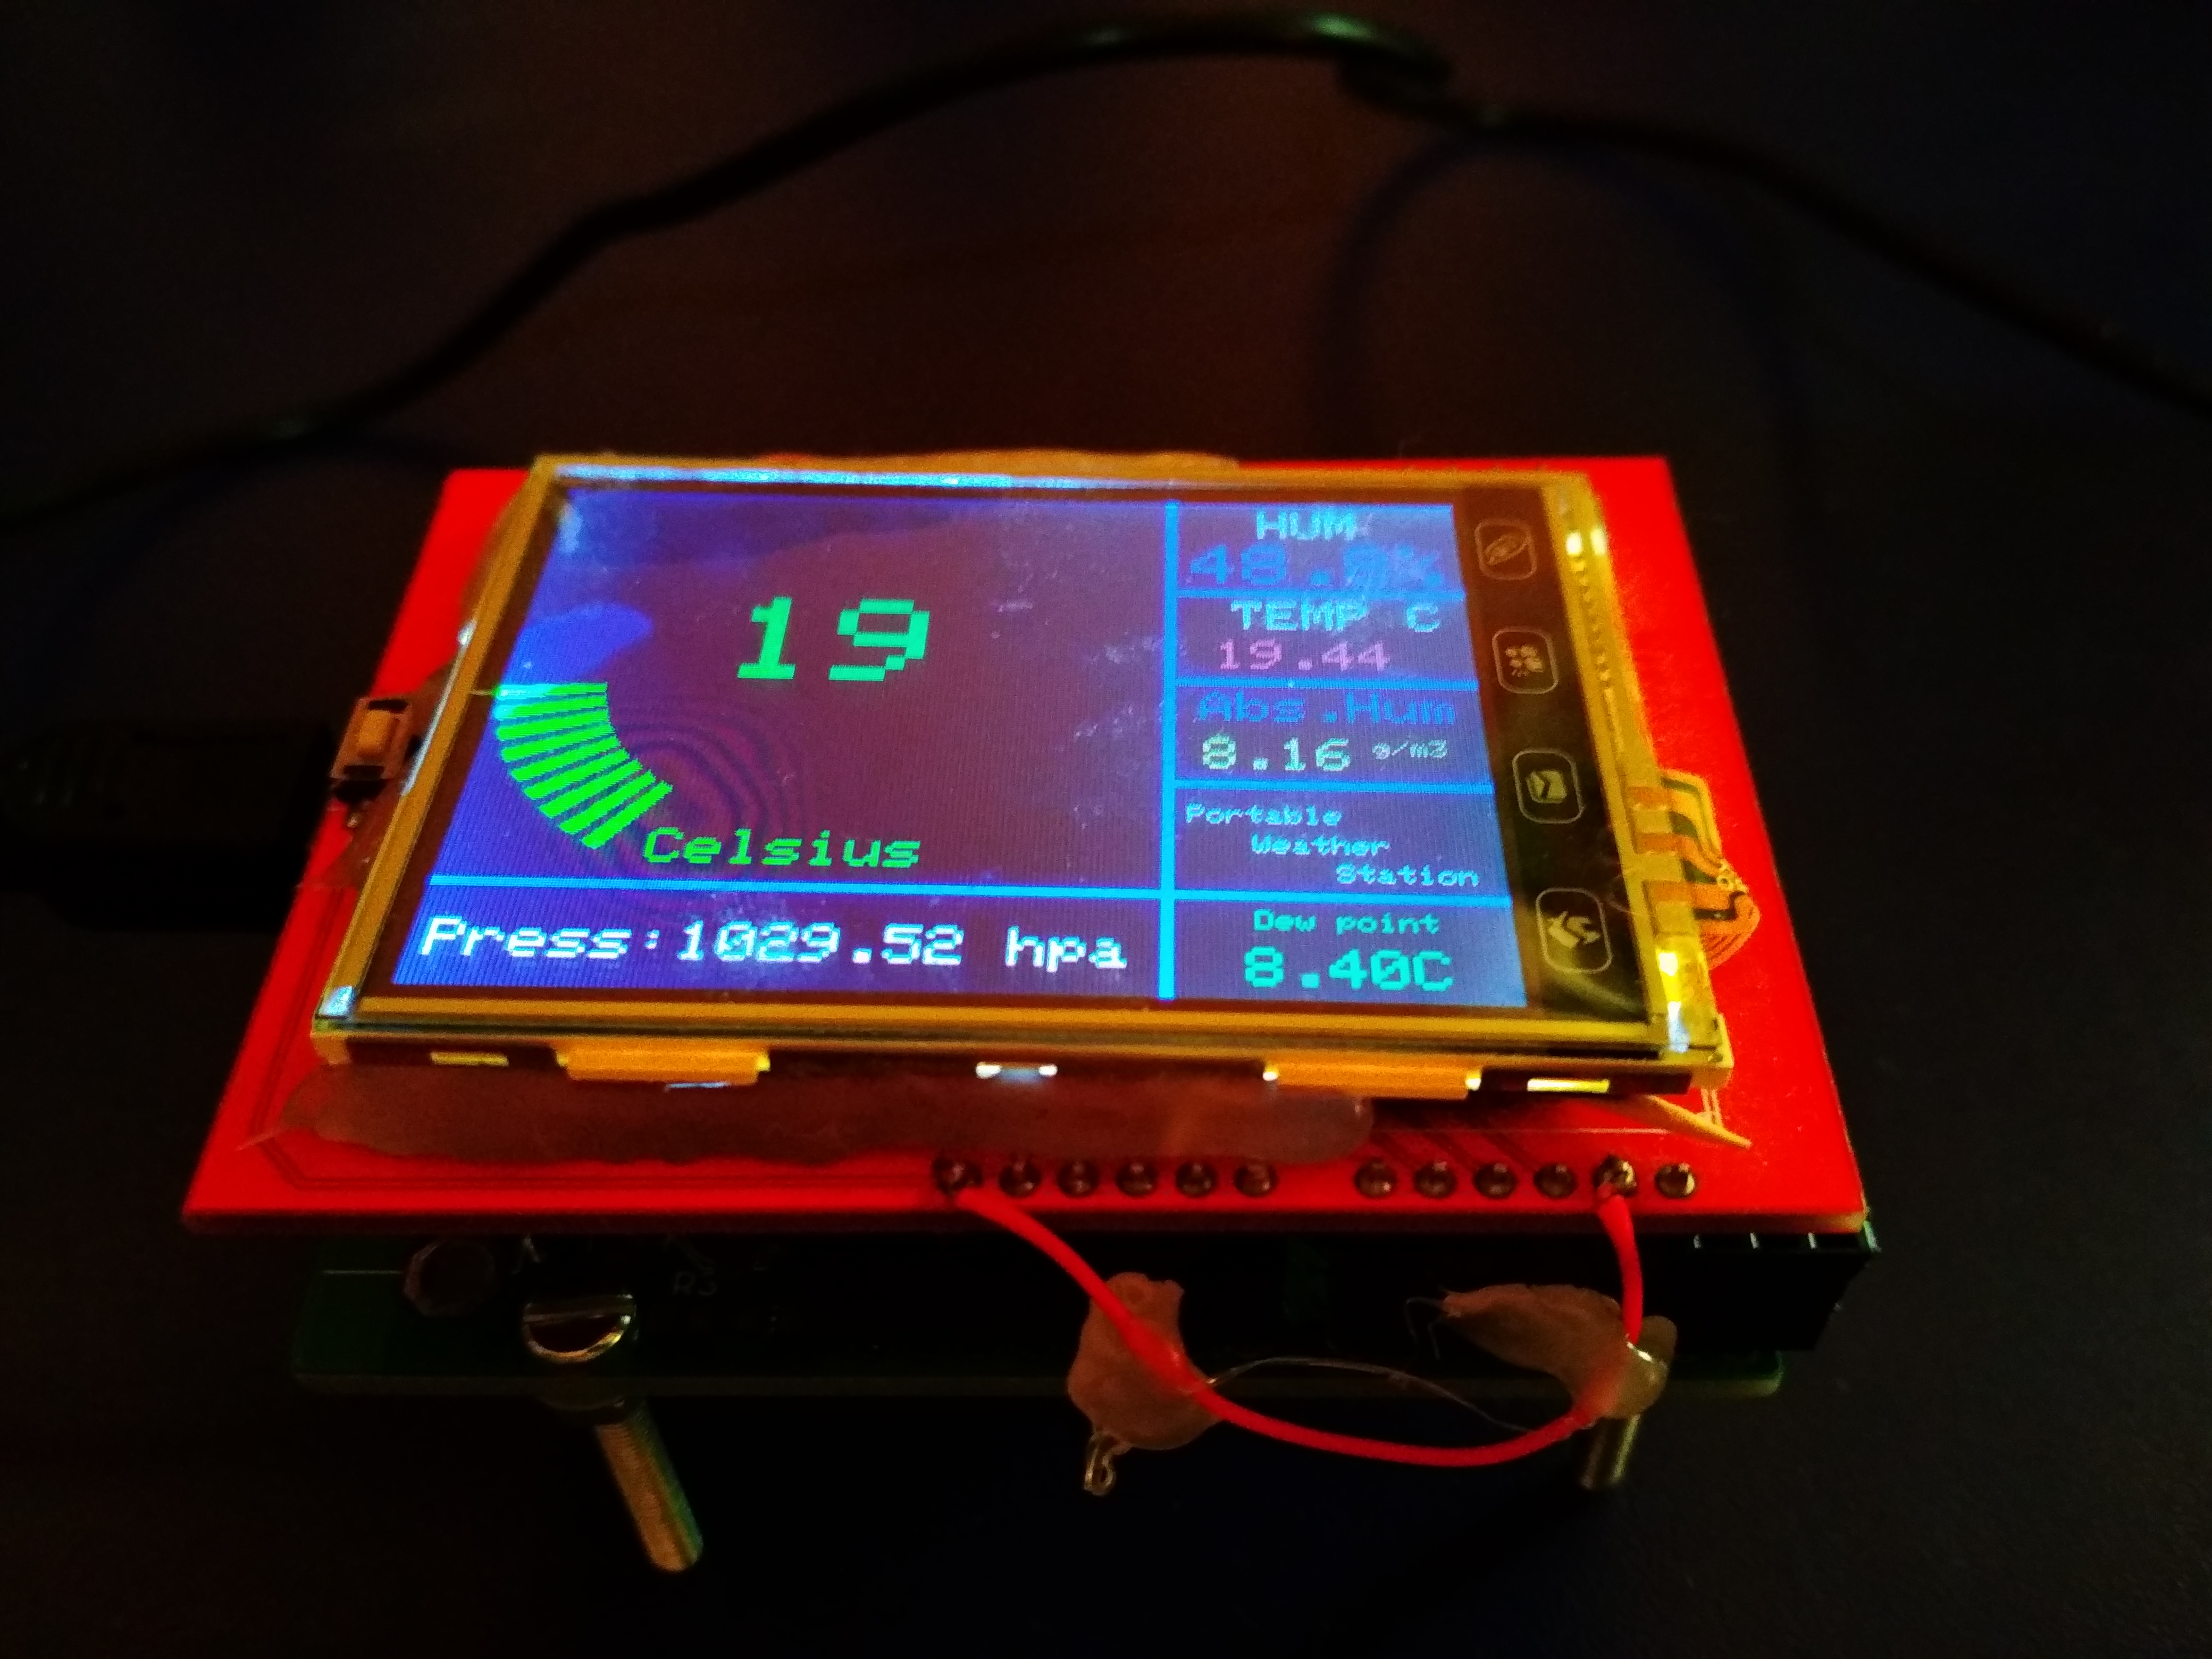 19
Celsius
Press:1029.52 hpa
HUM
TEMP C
19.44
Abs.Hum
8.16 g/m3
Portable
Weather
Station
Dew point
8.40C
R3